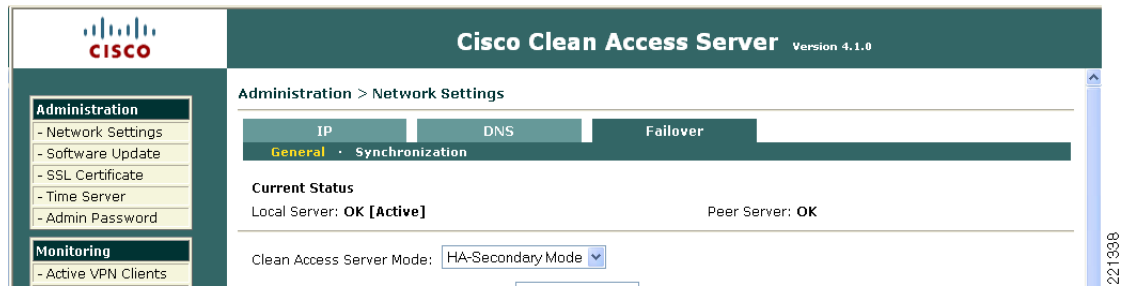 CISCO
Cisco Clean Access Server Version 4.1.0
Administration
- Network Settings
- Software Update
- SSL Certificate
- Time Server
- Admin Password
Monitoring
- Active VPN Clients
Administration > Network Settings
IP DNS Failover
General · Synchronization
Current Status
Local Server: OK [Active] Peer Server: OK
Clean Access Server Mode: HA-Secondary Mode
221338